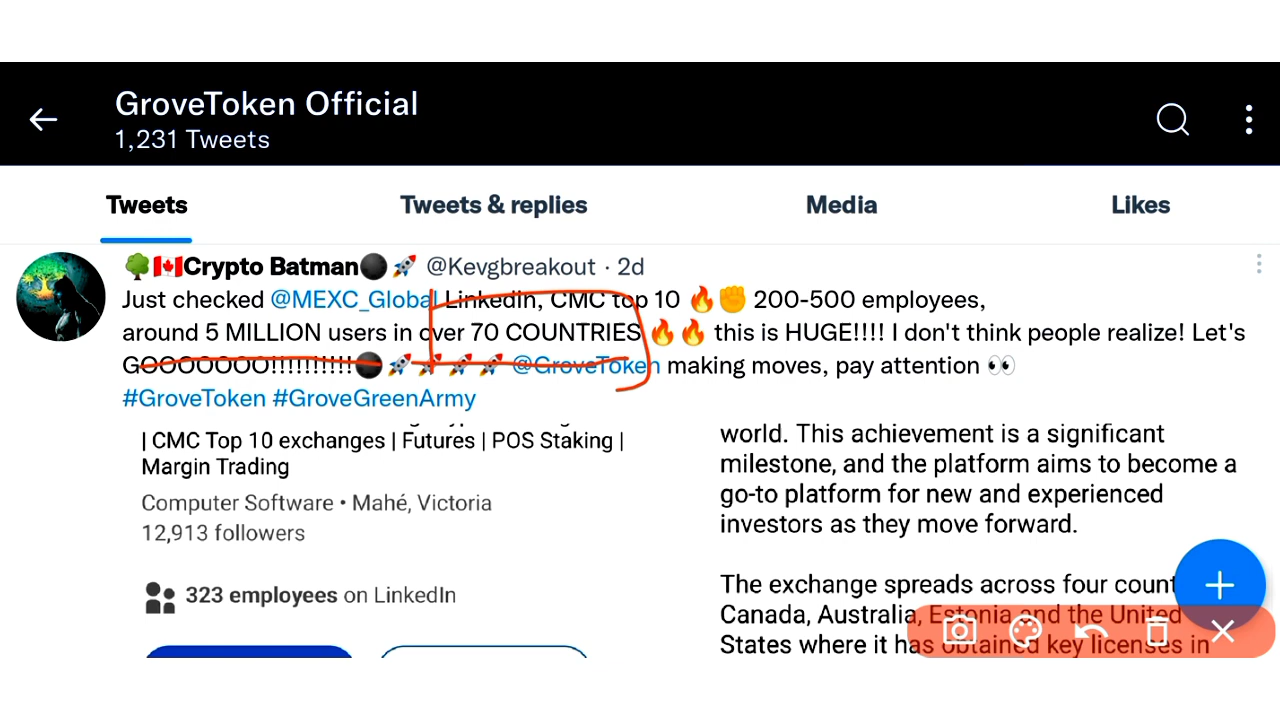 GroveToken Official
1,231 Tweets
Tweets
Tweets & replies
Media
Likes
🌳🇨🇦Crypto Batman🌑🚀 @Kevgbreakout · 2d
Just checked @MEXC_Global LinkedIn, CMC top 10 🔥✊ 200-500 employees,
around 5 MILLION users in over 70 COUNTRIES 🔥🔥 this is HUGE!!!! I don't think people realize! Let's
GOOOOOOO!!!!!!!!!!🌑🚀🚀🚀🚀 @GroveToken making moves, pay attention 👀
#GroveToken #GroveGreenArmy
| CMC Top 10 exchanges | Futures | POS Staking |
Margin Trading
Computer Software • Mahé, Victoria
12,913 followers
323 employees on LinkedIn
world. This achievement is a significant
milestone, and the platform aims to become a
go-to platform for new and experienced
investors as they move forward.
The exchange spreads across four
Canada, Australia, Estonia and the United
States where it has obtained key licenses in